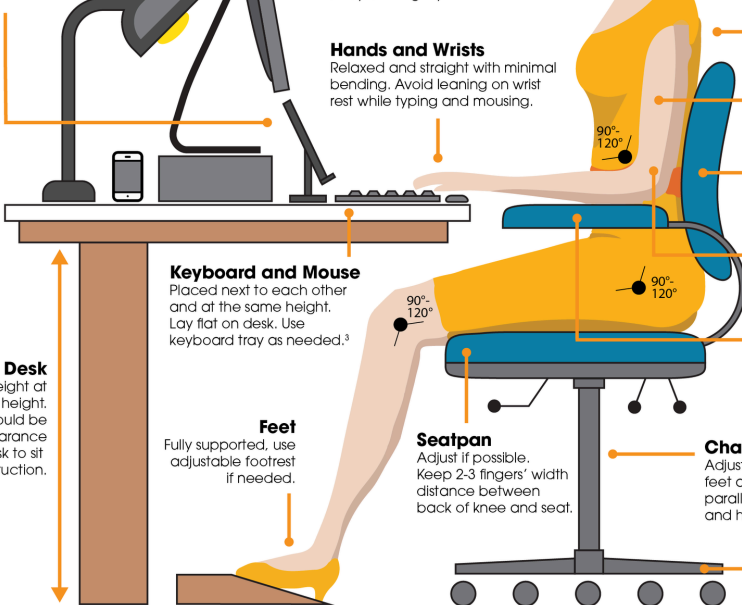 Hands and Wrists
Relaxed and straight with minimal
bending. Avoid leaning on wrist
rest while typing and mousing.
90°-
120°
Keyboard and Mouse
Placed next to each other
and at the same height.
Lay flat on desk. Use
keyboard tray as needed.³
90°-
120°
90°-
120°
Desk
eight at
height.
ould be
arance
sk to sit
ruction.
Feet
Fully supported, use
adjustable footrest
if needed.
Seatpan
Adjust if possible.
Keep 2-3 fingers’ width
distance between
back of knee and seat.
Cha
Adjust
feet
parall
and h